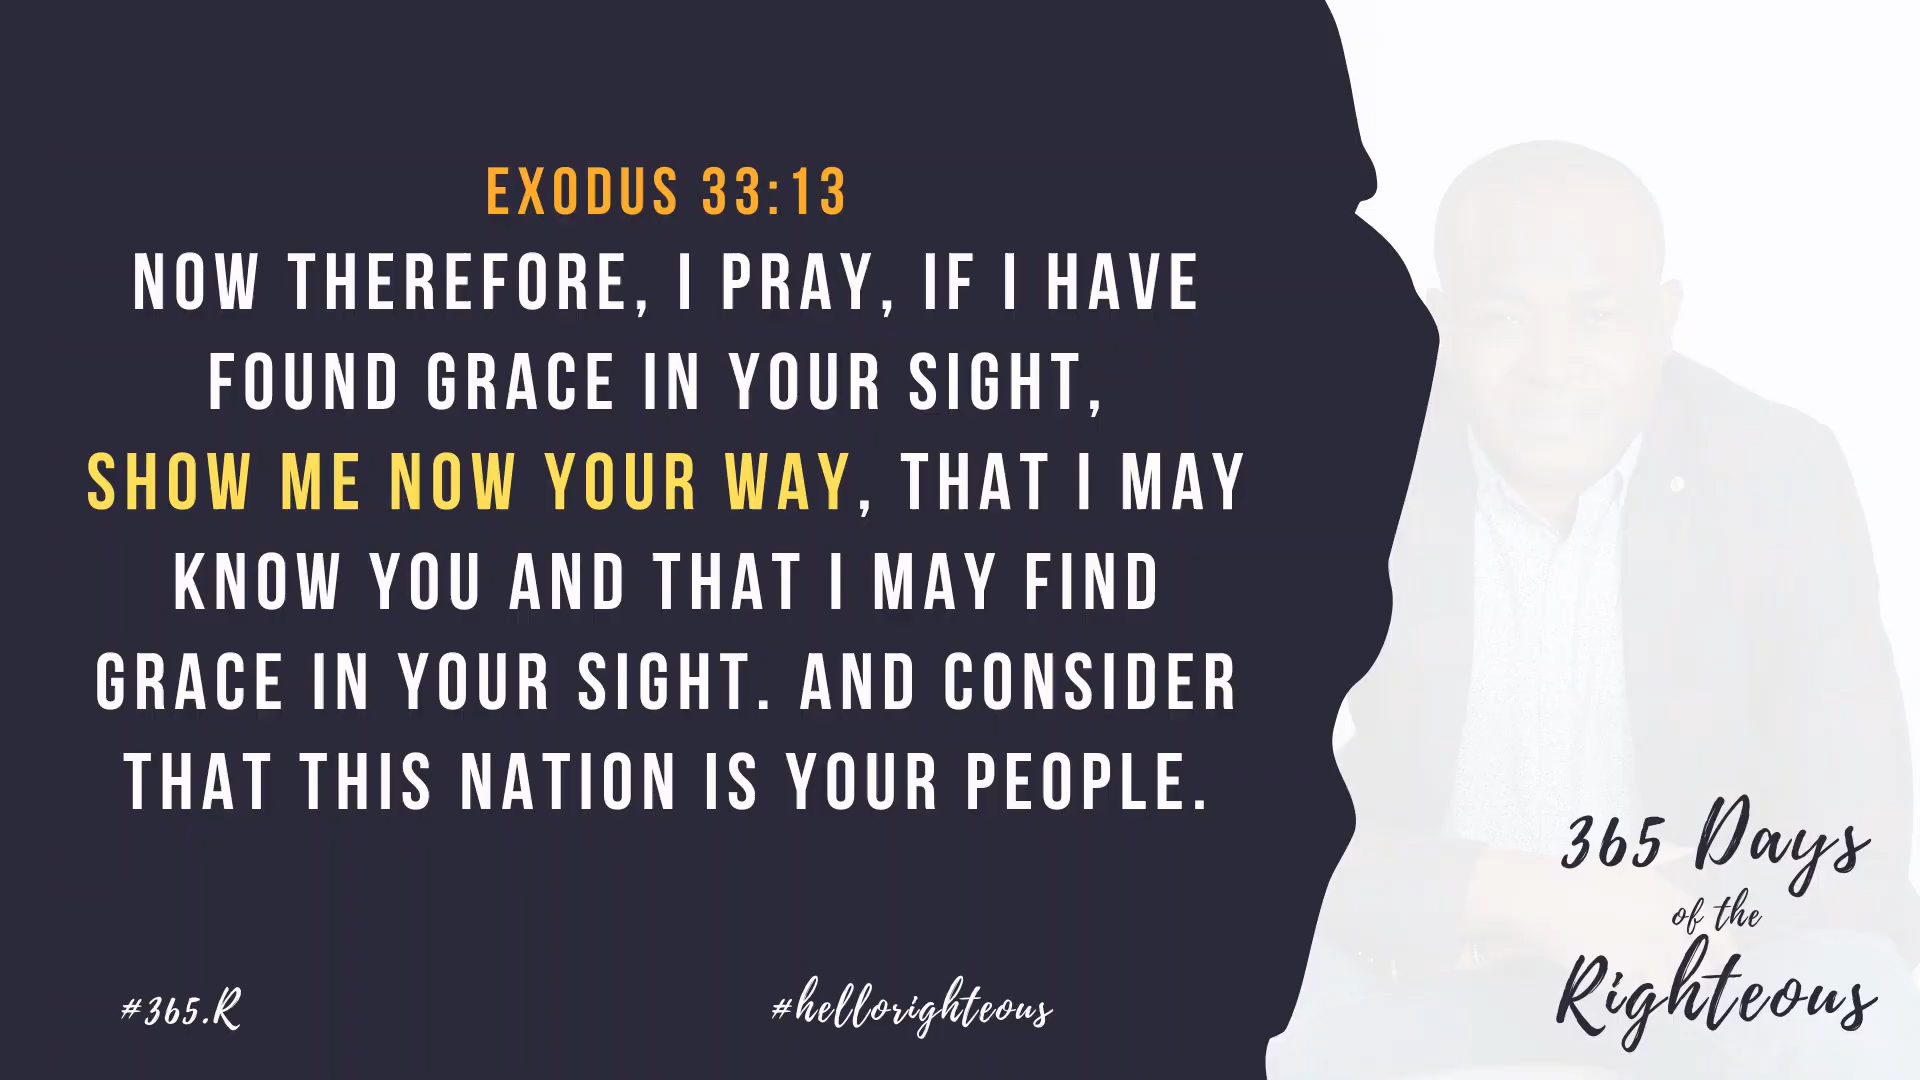 EXODUS 33:13
NOW THEREFORE, I PRAY, IF I HAVE
FOUND GRACE IN YOUR SIGHT,
SHOW ME NOW YOUR WAY, THAT I MAY
KNOW YOU AND THAT I MAY FIND
GRACE IN YOUR SIGHT. AND CONSIDER
THAT THIS NATION IS YOUR PEOPLE.
#365.R
#hellorighteous
365 Days
of the
Righteous